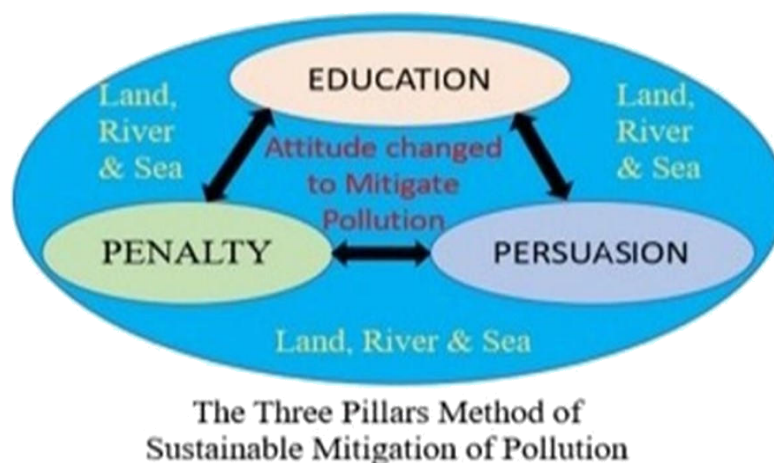 EDUCATION
Land,
River
& Sea
Land,
River
& Sea
Attitude changed
to Mitigate
Pollution
PENALTY
PERSUASION
Land, River & Sea
The Three Pillars Method of
Sustainable Mitigation of Pollution